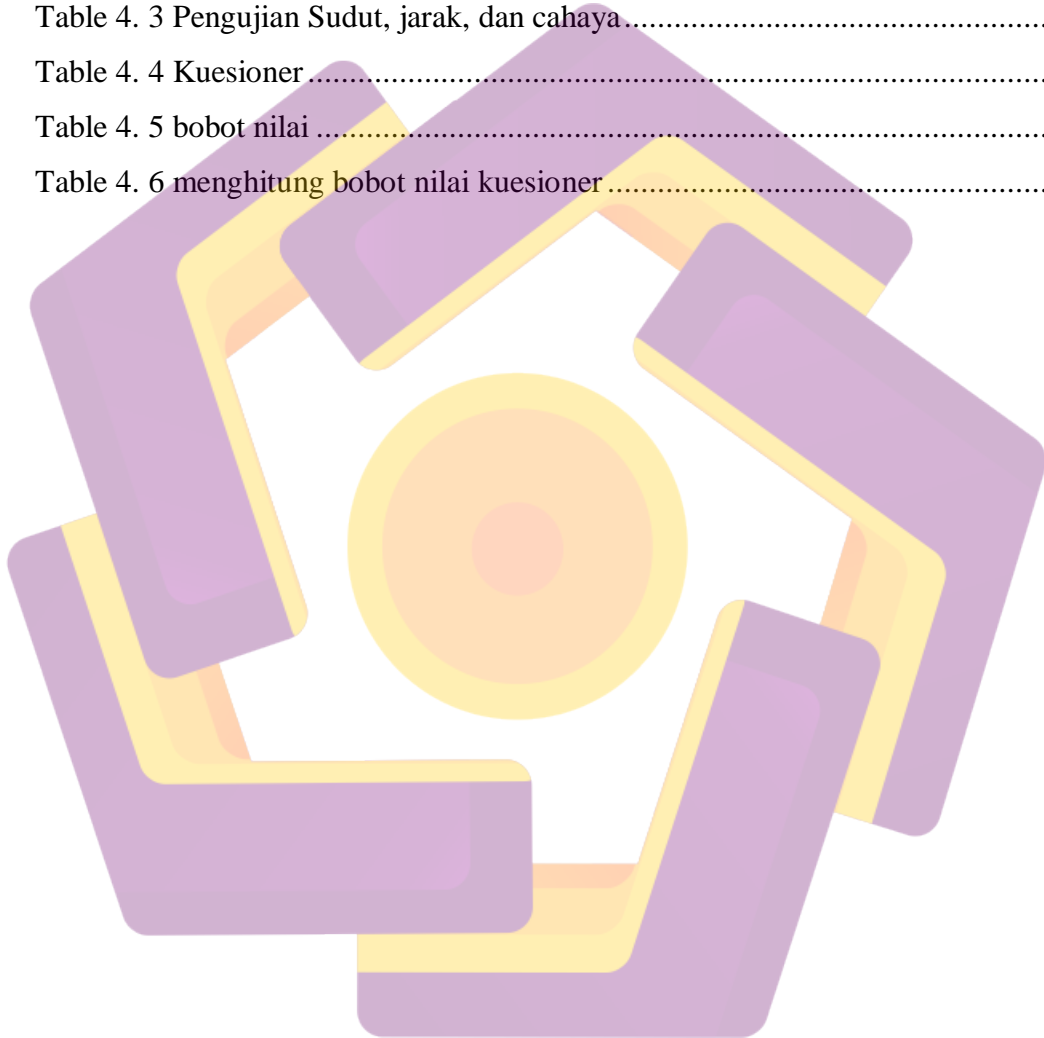 Table 4. 3 Pengujian Sudut, jarak, dan cahaya................................................
Table 4. 4 Kuesioner..........................................................................................
Table 4. 5 bobot nilai.........................................................................................
Table 4. 6 menghitung bobot nilai kuesioner.....................................................